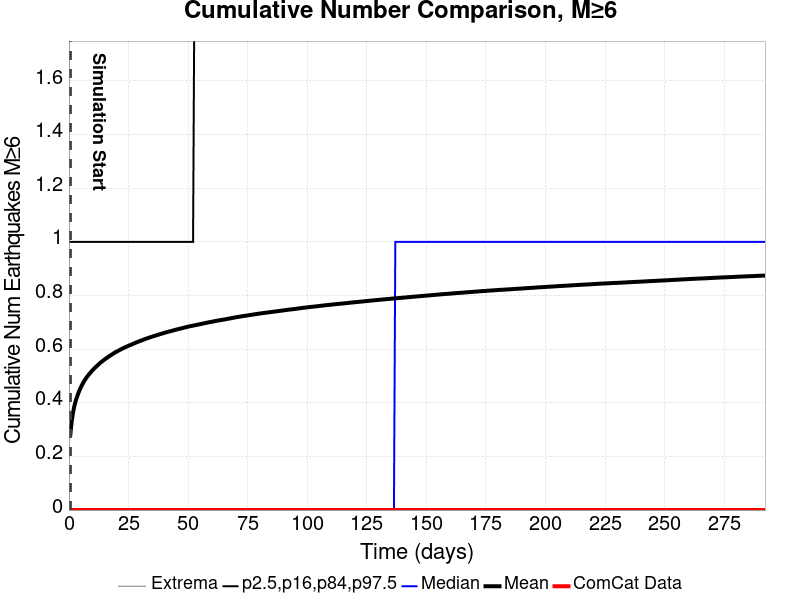 Cumulative Number Comparison, M≥6
Cumulative Num Earthquakes M≥6
1.6
1.4
1.2
1
0.8
0.6
0.4
0.2
0
Simulation Start
0 25 50 75 100 125 150 175 200 225 250 275
Time (days)
Extrema p2.5,p16,p84,p97.5 Median Mean ComCat Data